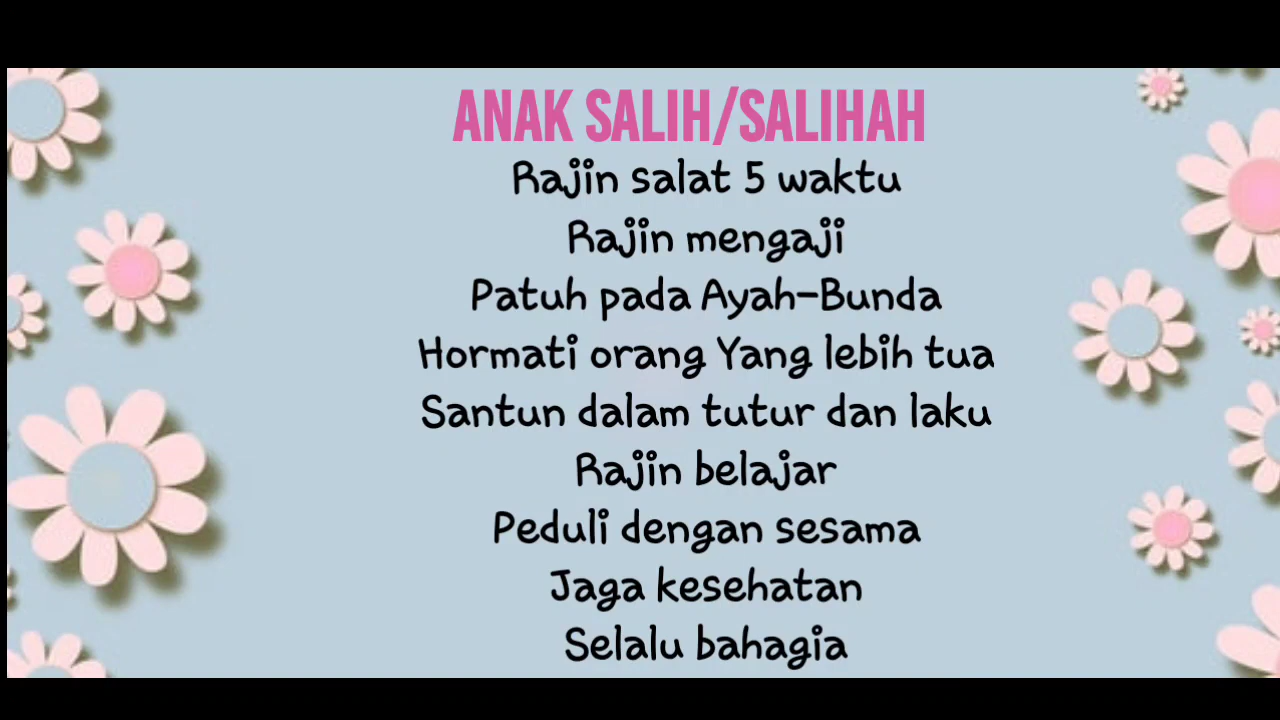 ANAK SALIH/SALIHAH
Rajin salat 5 waktu
Rajin mengaji
Patuh pada Ayah-Bunda
Hormati orang Yang lebih tua
Santun dalam tutur dan laku
Rajin belajar
Peduli dengan sesama
Jaga kesehatan
Selalu bahagia